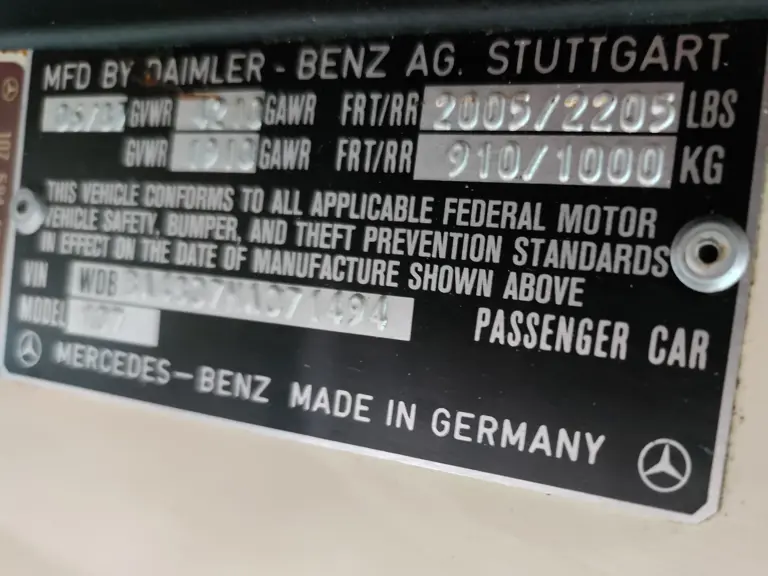 MFD BY DAIMLER - BENZ AG. STUTTGART
GVWR GAWR FRT/RR 2005/2205 LBS
GVWR 1910 GAWR FRT/RR 910/1000 KG
THIS VEHICLE CONFORMS TO ALL APPLICABLE FEDERAL MOTOR
VEHICLE SAFETY, BUMPER, AND THEFT PREVENTION STANDARDS
IN EFFECT ON THE DATE OF MANUFACTURE SHOWN ABOVE
VIN WDB
MODEL 107 PASSENGER CAR
MERCEDES-BENZ MADE IN GERMANY